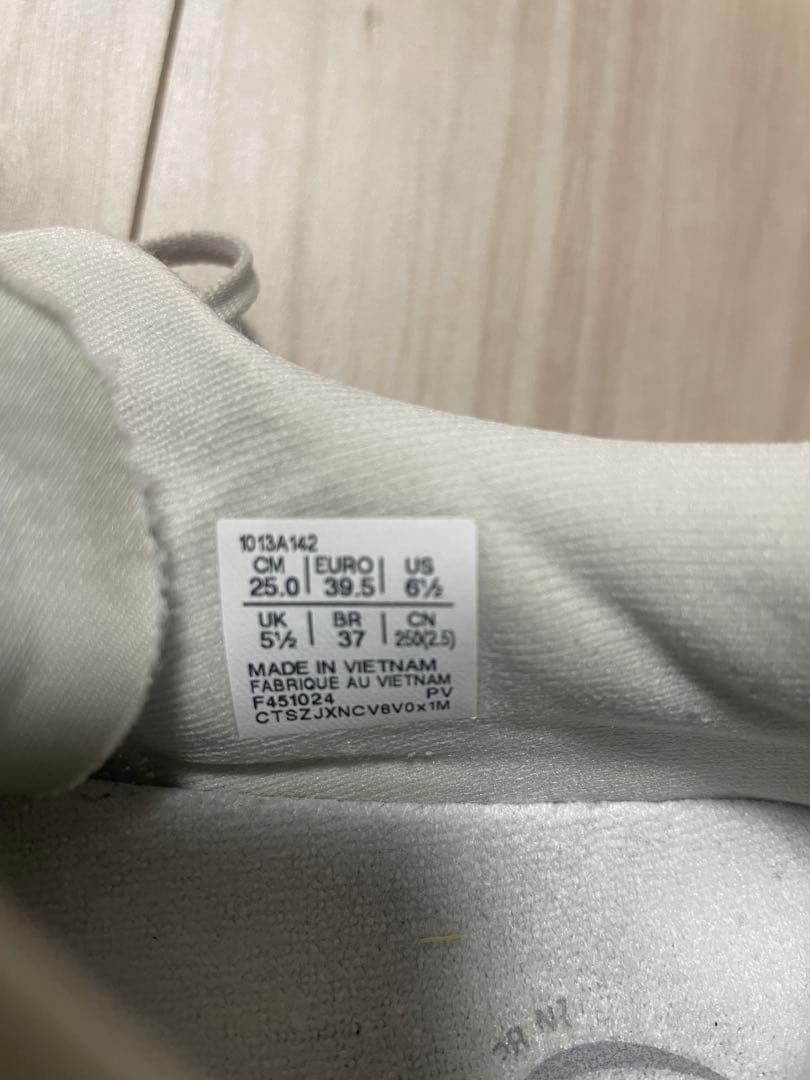 1013A142
CM | EURO | US
25.0 | 39.5 | 6½
UK | BR | CN
5½ | 37 | 250(2.5)
MADE IN VIETNAM
FABRIQUE AU VIETNAM
F451024 PV
CTSZJXNCV8V0x1M